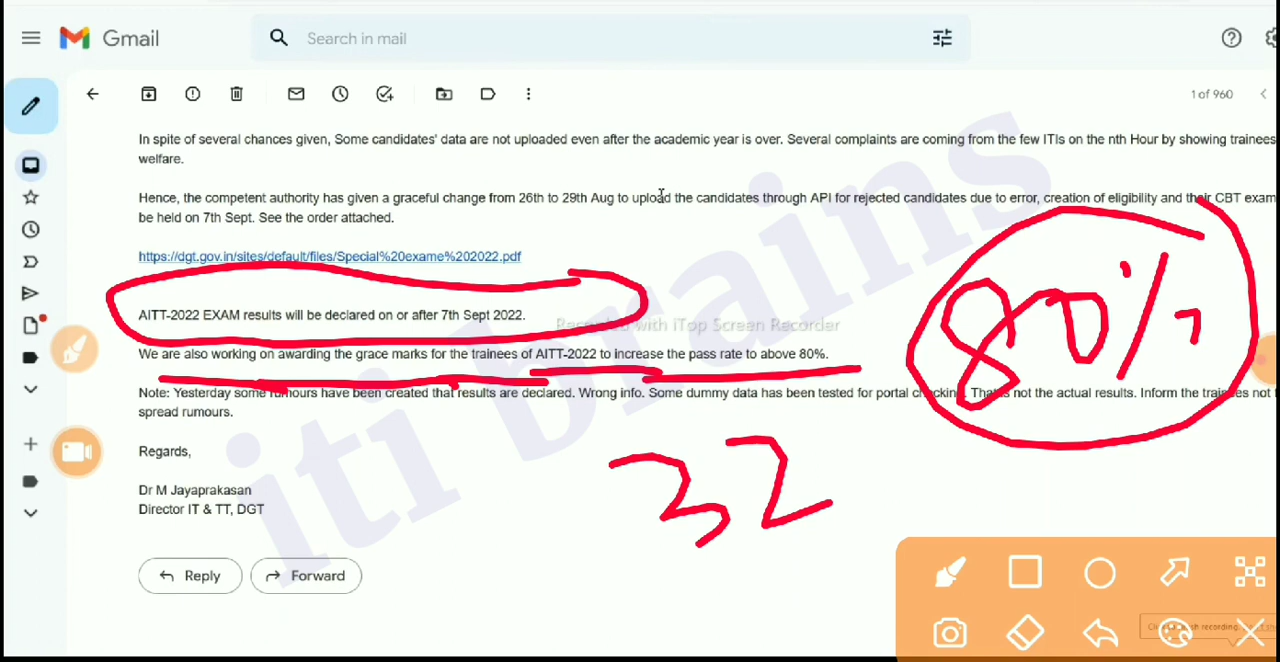 Gmail
Search in mail
1 of 960
In spite of several chances given, Some candidates' data are not uploaded even after the academic year is over. Several complaints are coming from the few ITIs on the nth Hour by showing trainees
welfare.
Hence, the competent authority has given a graceful change from 26th to 29th Aug to upload the candidates through API for rejected candidates due to error, creation of eligibility and their CBT exam
be held on 7th Sept. See the order attached.
https://dgt.gov.in/sites/default/files/Special%20exame%202022.pdf
80%
AITT-2022 EXAM results will be declared on or after 7th Sept 2022.
Recorded with iTop Screen Recorder
We are also working on awarding the grace marks for the trainees of AITT-2022 to increase the pass rate to above 80%.
Note: Yesterday some rumours have been created that results are declared. Wrong info. Some dummy data has been tested for portal checking. That is not the actual results. Inform the trainees not
spread rumours.
32
Regards,
Dr M Jayaprakasan
Director IT & TT, DGT
Reply Forward
iti brains